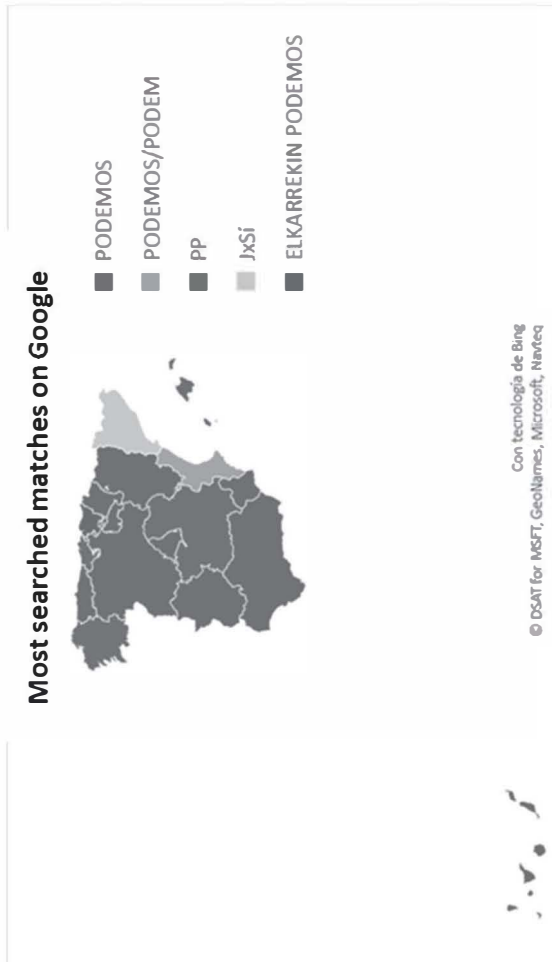 Most searched matches on Google
PODEMOS
PODEMOS/PODEM
PP
JxSí
ELKARREKIN PODEMOS
Con tecnología de Bing
© DSAT for MSFT, GeoNames, Microsoft, Navteq